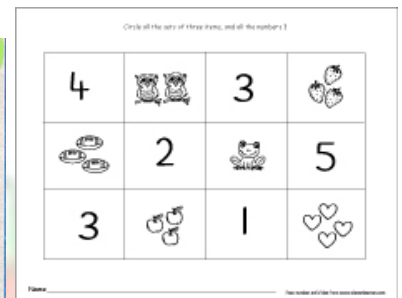 Circle all the sets of three items, and all the numbers 3
4 3
2 5
3 1
Name